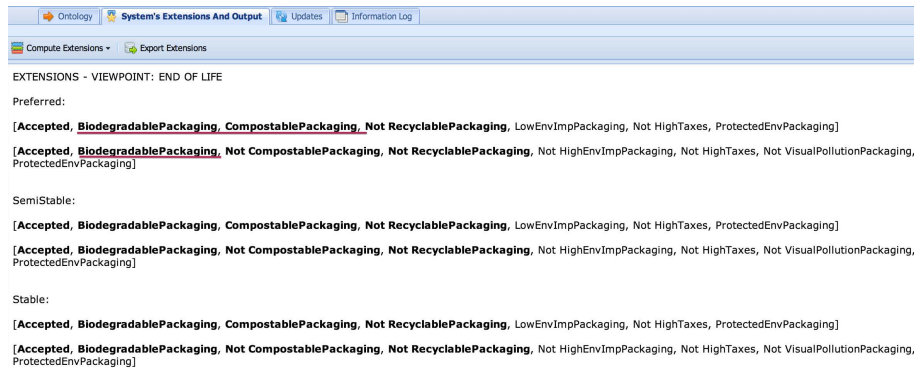 Ontology System's Extensions And Output Updates Information Log
Compute Extensions Export Extensions
EXTENSIONS - VIEWPOINT: END OF LIFE
Preferred:
[Accepted, BiodegradablePackaging, CompostablePackaging, Not RecyclablePackaging, LowEnvImpPackaging, Not HighTaxes, ProtectedEnvPackaging]
[Accepted, BiodegradablePackaging, Not CompostablePackaging, Not RecyclablePackaging, Not HighEnvImpPackaging, Not HighTaxes, Not VisualPollutionPackaging,
ProtectedEnvPackaging]
SemiStable:
[Accepted, BiodegradablePackaging, CompostablePackaging, Not RecyclablePackaging, LowEnvImpPackaging, Not HighTaxes, ProtectedEnvPackaging]
[Accepted, BiodegradablePackaging, Not CompostablePackaging, Not RecyclablePackaging, Not HighEnvImpPackaging, Not HighTaxes, Not VisualPollutionPackaging,
ProtectedEnvPackaging]
Stable:
[Accepted, BiodegradablePackaging, CompostablePackaging, Not RecyclablePackaging, LowEnvImpPackaging, Not HighTaxes, ProtectedEnvPackaging]
[Accepted, BiodegradablePackaging, Not CompostablePackaging, Not RecyclablePackaging, Not HighEnvImpPackaging, Not HighTaxes, Not VisualPollutionPackaging,
ProtectedEnvPackaging]